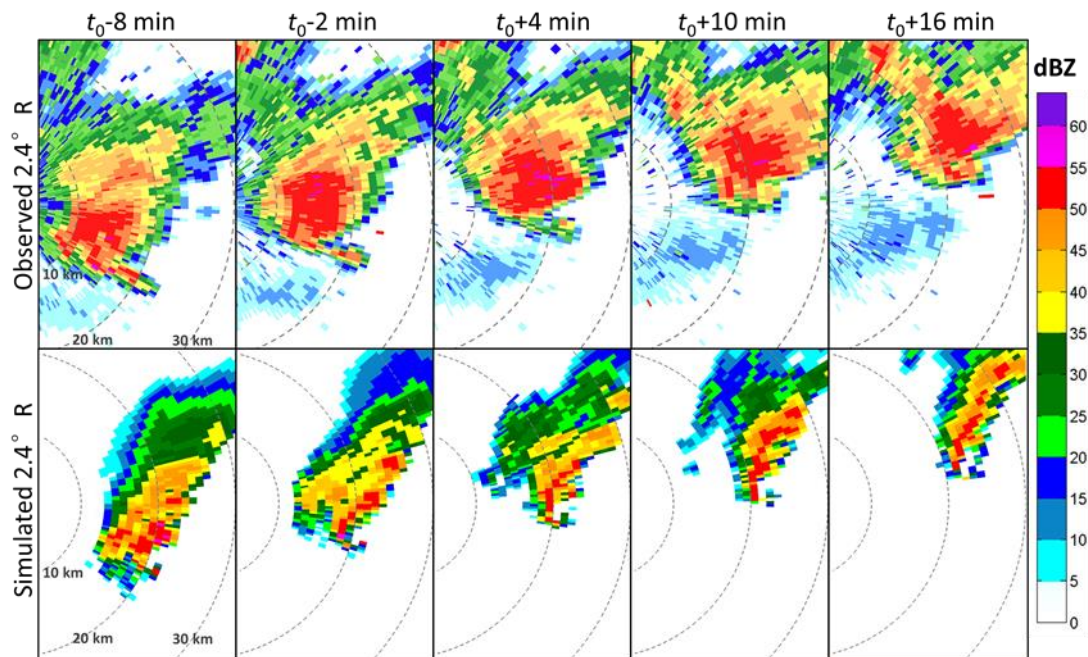 t₀-8 min
t₀-2 min
t₀+4 min
t₀+10 min
t₀+16 min
dBZ
Observed 2.4° R
10 km
20 km
30 km
Simulated 2.4° R
10 km
20 km
30 km
60
55
50
45
40
35
30
25
20
15
10
5
0